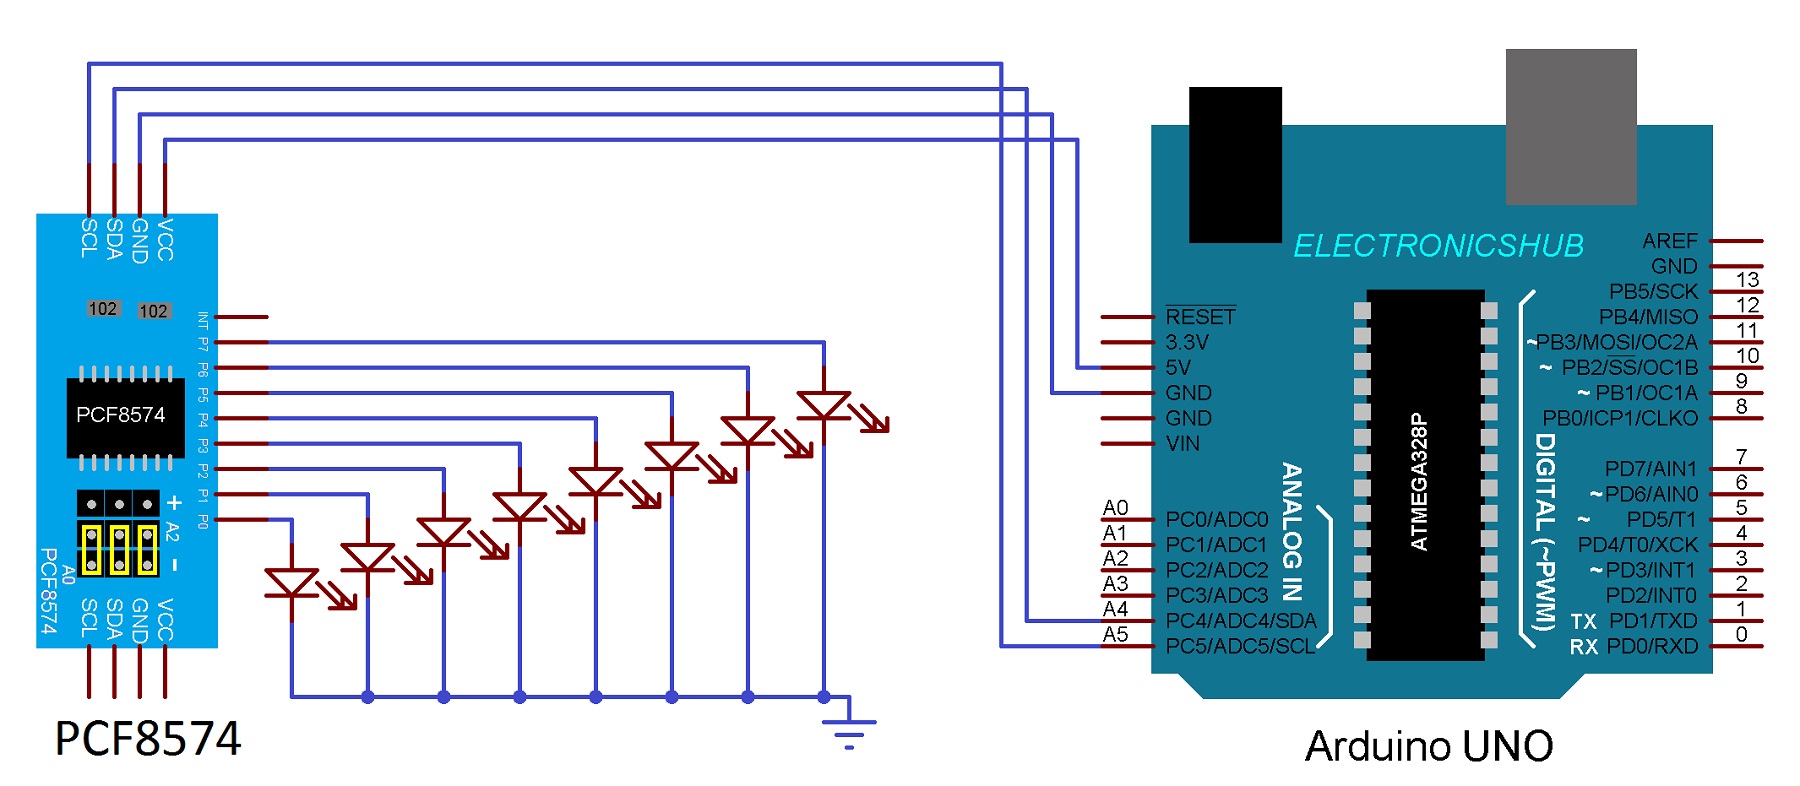 SCL
SDA
GND
VCC
102
102
INT
P7
P6
P5
P4
P3
P2
P1
P0
PCF8574
+
A2
-
A0
PCF8574
SCL
SDA
GND
VCC
PCF8574
ELECTRONICSHUB
RESET
3.3V
5V
GND
GND
VIN
A0 PC0/ADC0
A1 PC1/ADC1
A2 PC2/ADC2
A3 PC3/ADC3
A4 PC4/ADC4/SDA
A5 PC5/ADC5/SCL
ANALOG IN
ATMEGA328P
DIGITAL (~PWM)
AREF
GND
PB5/SCK 13
PB4/MISO 12
~PB3/MOSI/OC2A 11
~ PB2/SS/OC1B 10
~ PB1/OC1A 9
PB0/ICP1/CLKO 8
PD7/AIN1 7
~ PD6/AIN0 6
~ PD5/T1 5
PD4/T0/XCK 4
~ PD3/INT1 3
PD2/INT0 2
TX PD1/TXD 1
RX PD0/RXD 0
Arduino UNO